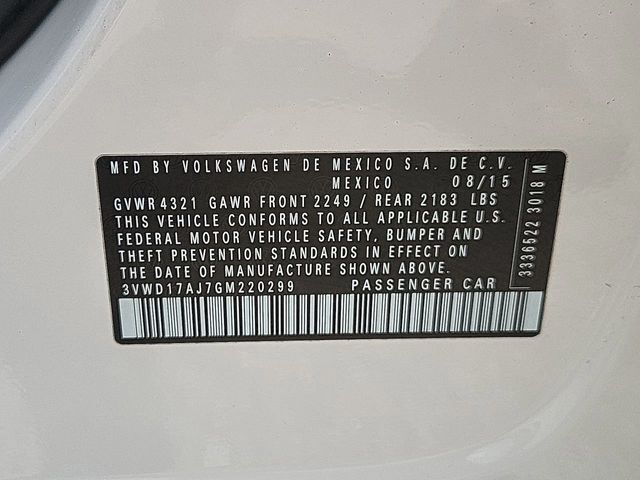 MFD BY VOLKSWAGEN DE MEXICO S.A. DE C.V.
MEXICO 08/15
GVWR 4321 GAWR FRONT 2249 / REAR 2183 LBS
THIS VEHICLE CONFORMS TO ALL APPLICABLE U.S.
FEDERAL MOTOR VEHICLE SAFETY, BUMPER AND
THEFT PREVENTION STANDARDS IN EFFECT ON
THE DATE OF MANUFACTURE SHOWN ABOVE.
3VWD17AJ7GM220299 PASSENGER CAR
3336522 3018 M